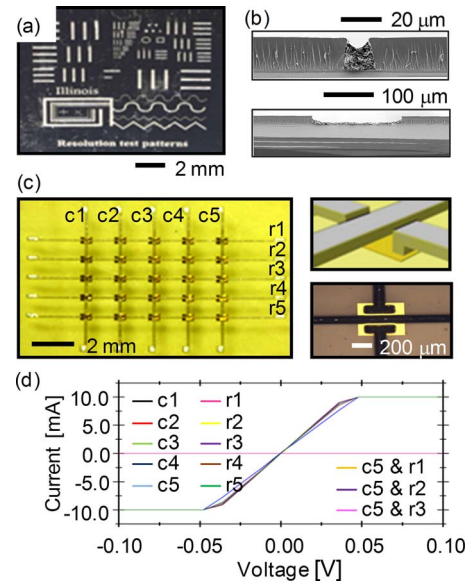 (a)
Illinois
Resolution test patterns
2 mm
(b)
20 μm
100 μm
(c)
c1 c2 c3 c4 c5
r1
r2
r3
r4
r5
2 mm
200 μm
(d)
Current [mA]
10.0
5.0
0.0
-5.0
-10.0
c1 r1
c2 r2
c3 r3
c4 r4
c5 r5
c5 & r1
c5 & r2
c5 & r3
-0.10 -0.05 0.00 0.05 0.10
Voltage [V]